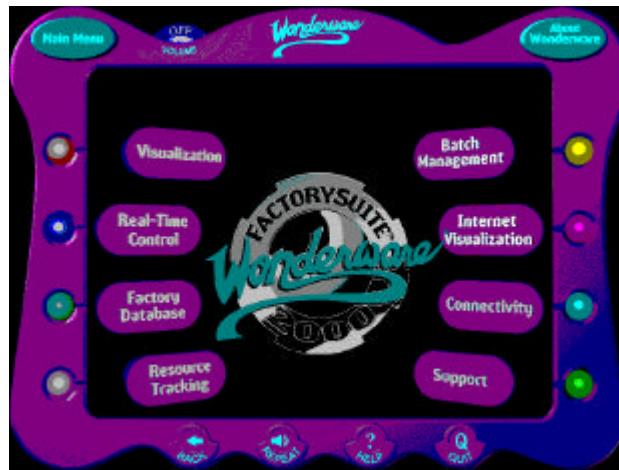 Main Menu
OFF
VOLUME
Wonderware
About
Wonderware
Visualization
Batch
Management
Real-Time
Control
Internet
Visualization
FACTORYSUITE
Wonderware
2000
Factory
Database
Connectivity
Resource
Tracking
Support
BACK
REPEAT
?
HELP
Q
QUIT